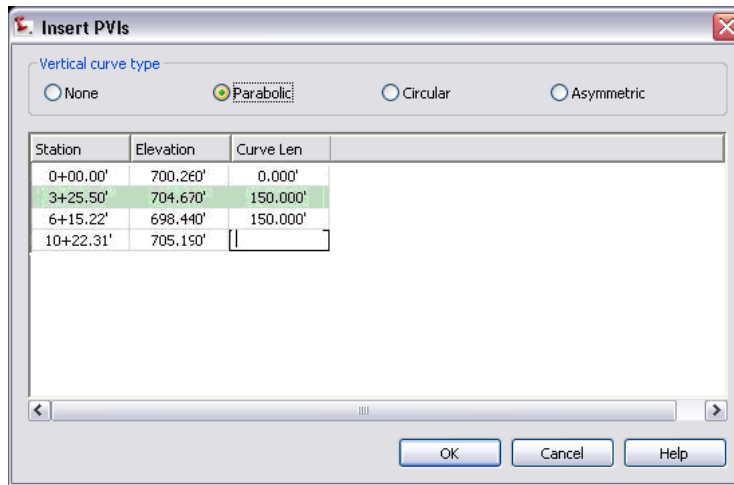 Insert PVIs
Vertical curve type
None Parabolic Circular Asymmetric
Station Elevation Curve Len
0+00.00' 700.260' 0.000'
3+25.50' 704.670' 150.000'
6+15.22' 698.440' 150.000'
10+22.31' 705.190'
OK Cancel Help